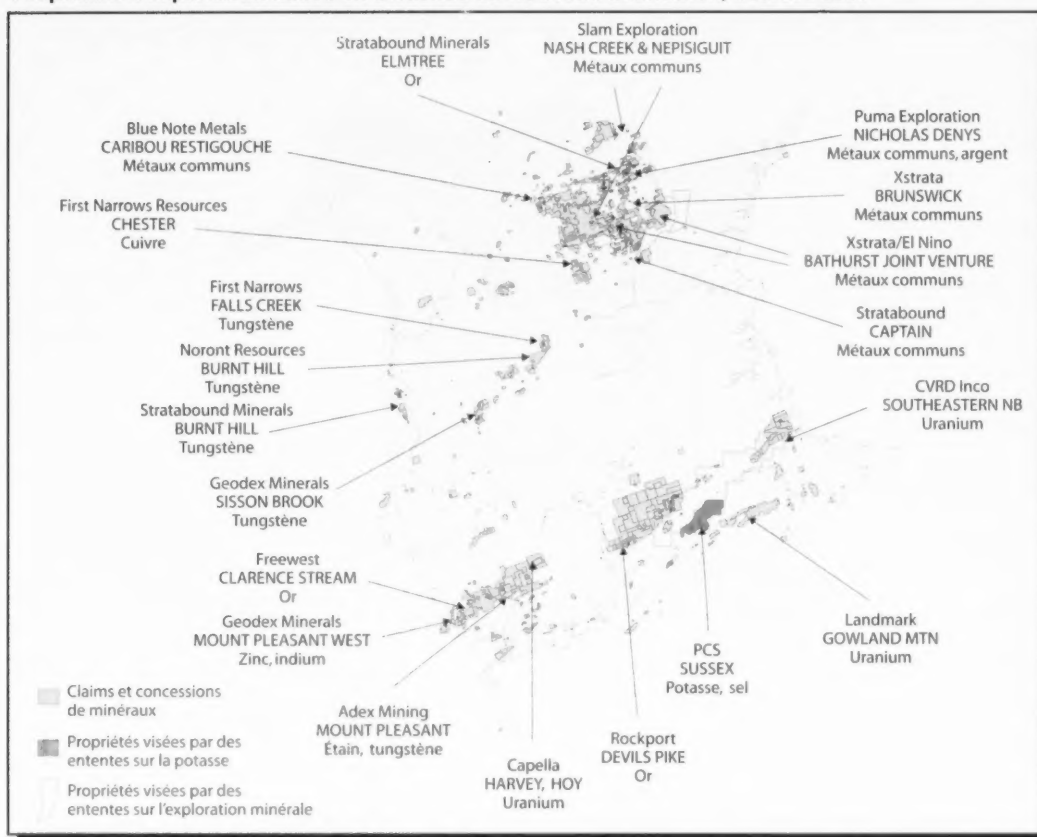 Stratabound Minerals
ELMTREE
Or
Slam Exploration
NASH CREEK & NEPISIGUIT
Métaux communs
Blue Note Metals
CARIBOU RESTIGOUCHE
Métaux communs
Puma Exploration
NICHOLAS DENYS
Métaux communs, argent
First Narrows Resources
CHESTER
Cuivre
Xstrata
BRUNSWICK
Métaux communs
Xstrata/El Nino
BATHURST JOINT VENTURE
Métaux communs
First Narrows
FALLS CREEK
Tungstène
Stratabound
CAPTAIN
Métaux communs
Noront Resources
BURNT HILL
Tungstène
CVRD Inco
SOUTHEASTERN NB
Uranium
Stratabound Minerals
BURNT HILL
Tungstène
Geodex Minerals
SISSON BROOK
Tungstène
Freewest
CLARENCE STREAM
Or
Geodex Minerals
MOUNT PLEASANT WEST
Zinc, indium
Adex Mining
MOUNT PLEASANT
Étain, tungstène
Capella
HARVEY, HOY
Uranium
Rockport
DEVILS PIKE
Or
PCS
SUSSEX
Potasse, sel
Landmark
GOWLAND MTN
Uranium
Claims et concessions
de minéraux
Propriétés visées par des
ententes sur la potasse
Propriétés visées par des
ententes sur l'exploration minérale